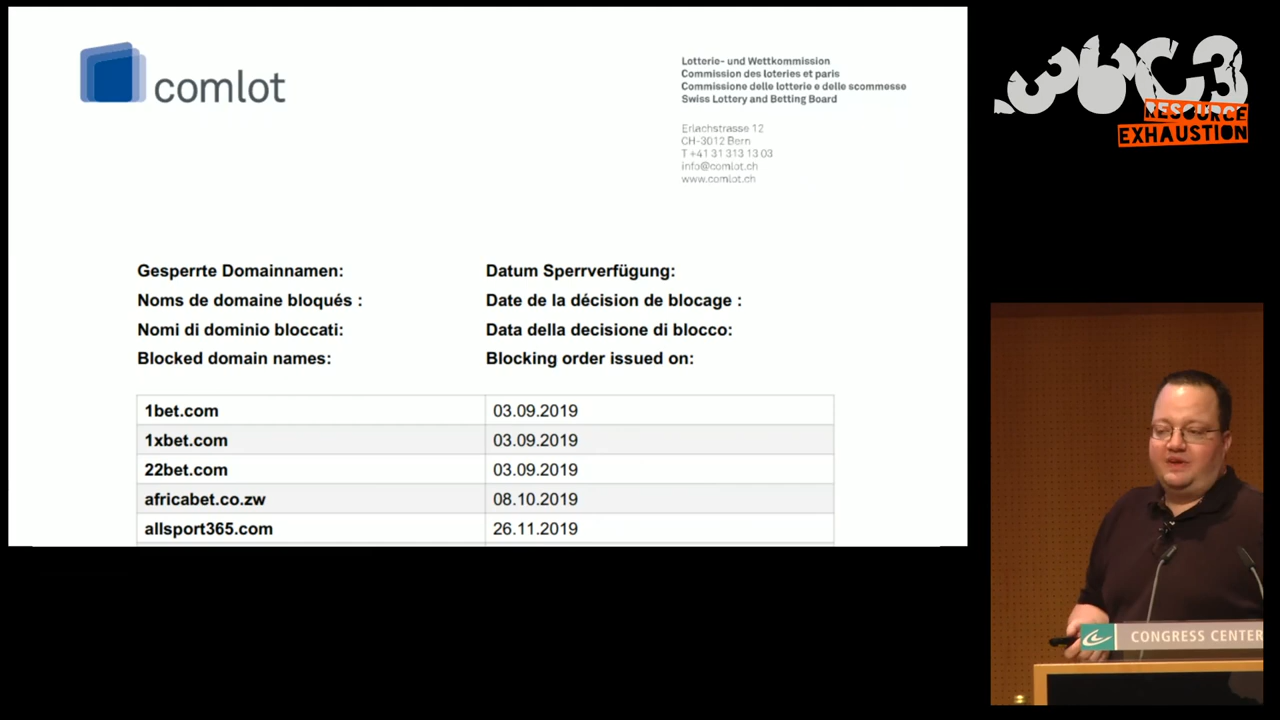 comlot
Lotterie- und Wettkommission
Commission des loteries et paris
Commissione delle lotterie e delle scommesse
Swiss Lottery and Betting Board
Erlachstrasse 12
CH-3012 Bern
T +41 31 313 13 03
info@comlot.ch
www.comlot.ch
Gesperrte Domainnamen: Datum Sperrverfügung:
Noms de domaine bloqués : Date de la décision de blocage :
Nomi di dominio bloccati: Data della decisione di blocco:
Blocked domain names: Blocking order issued on:
1bet.com 03.09.2019
1xbet.com 03.09.2019
22bet.com 03.09.2019
africabet.co.zw 08.10.2019
allsport365.com 26.11.2019
36C3
RESOURCE
EXHAUSTION
CONGRESS CENTER